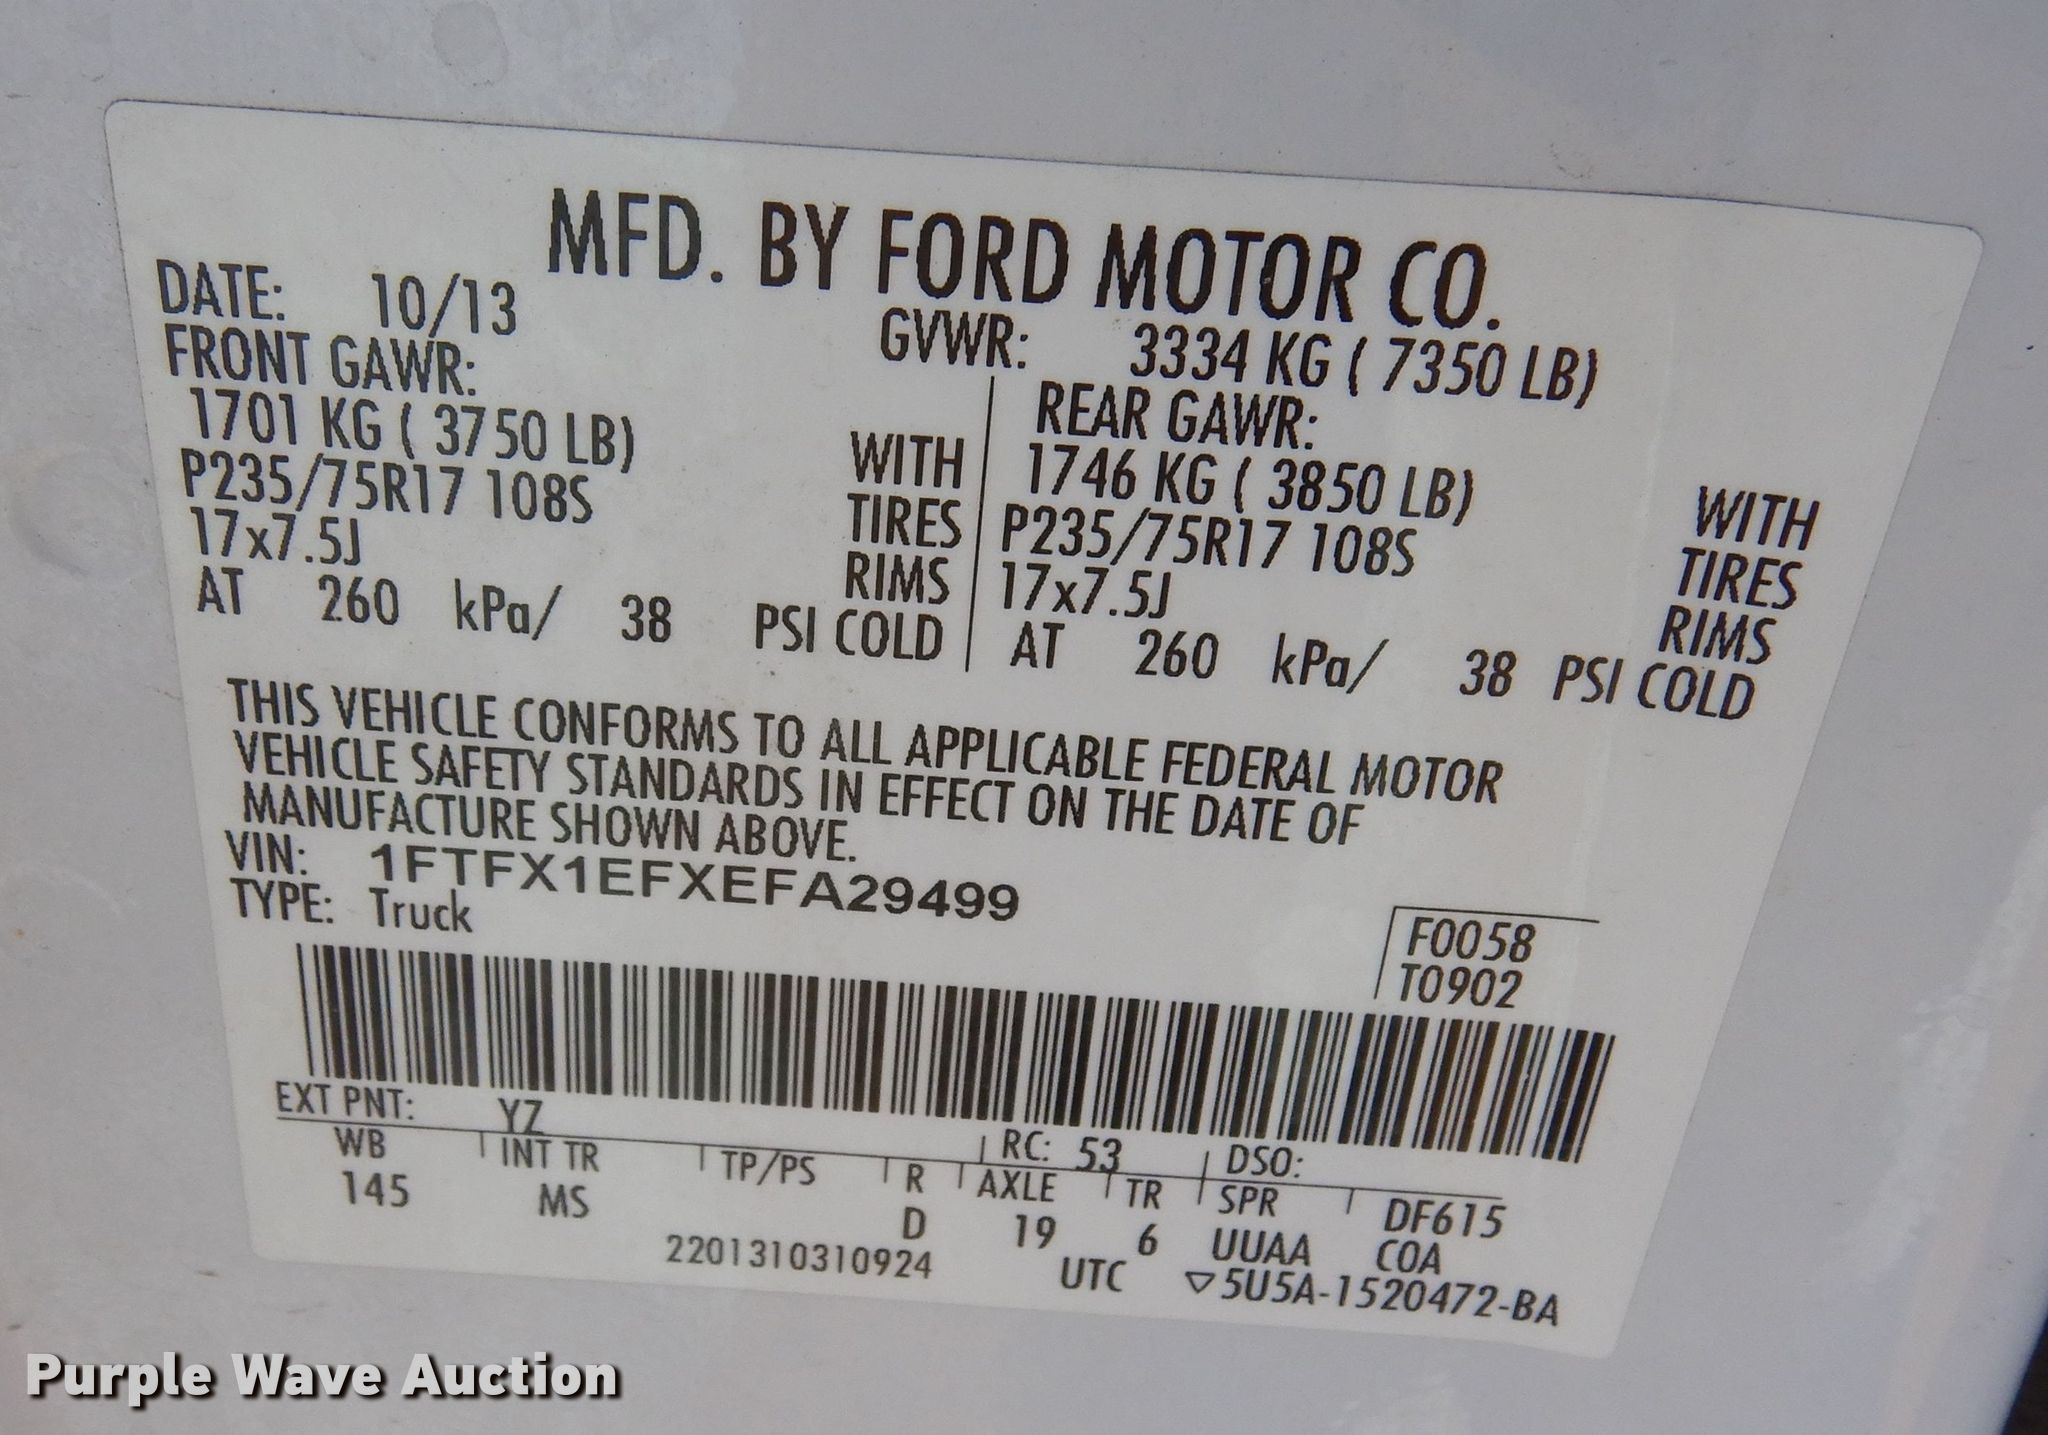 MFD. BY FORD MOTOR CO.
DATE: 10/13 GVWR: 3334 KG ( 7350 LB)
FRONT GAWR: REAR GAWR:
1701 KG ( 3750 LB) WITH 1746 KG ( 3850 LB) WITH
P235/75R17 108S TIRES P235/75R17 108S TIRES
17x7.5J RIMS 17x7.5J RIMS
AT 260 kPa/ 38 PSI COLD AT 260 kPa/ 38 PSI COLD
THIS VEHICLE CONFORMS TO ALL APPLICABLE FEDERAL MOTOR
VEHICLE SAFETY STANDARDS IN EFFECT ON THE DATE OF
MANUFACTURE SHOWN ABOVE.
VIN: 1FTFX1EFXEFA29499
TYPE: Truck
F0058
T0902
EXT PNT: YZ RC: 53 DSO:
WB INT TR TP/PS R AXLE TR SPR DF615
145 MS D 19 6 UUAA COA
2201310310924 UTC ▽5U5A-1520472-BA
Purple Wave Auction